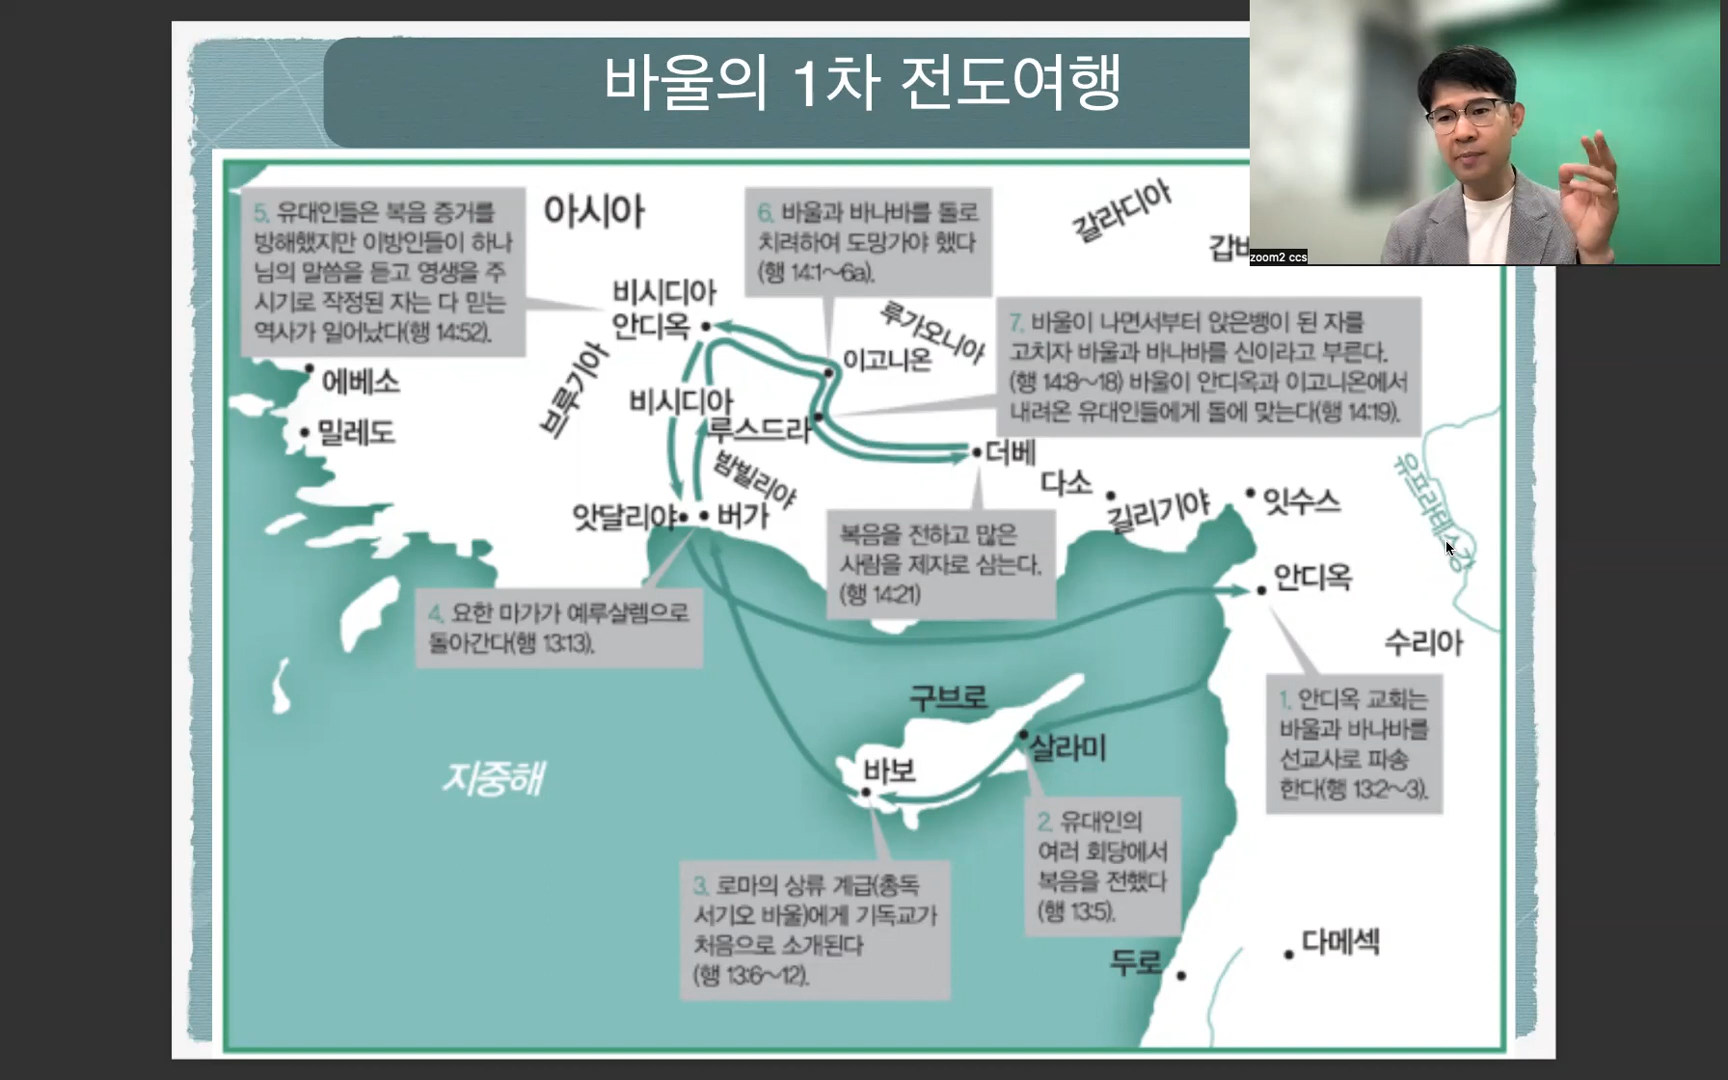 바울의 1차 전도여행
zoom2 ccs
5. 유대인들은 복음 증거를
방해했지만 이방인들이 하나
님의 말씀을 듣고 영생을 주
시기로 작정된 자는 다 믿는
역사가 일어났다(행 14:52).
아시아
6. 바울과 바나바를 돌로
치려하여 도망가야 했다
(행 14:1~6a).
갈라디아
비시디아
안디옥
루가오니아
이고니온
7. 바울이 나면서부터 앉은뱅이 된 자를
고치자 바울과 바나바를 신이라고 부른다.
(행 14:8~18) 바울이 안디옥과 이고니온에서
내려온 유대인들에게 돌에 맞는다(행 14:19).
에베소
밀레도
브루기아
비시디아
루스드라
밤빌리아
더베
다소
길리기아
잇수스
유프라테스강
앗달리아
버가
복음을 전하고 많은
사람을 제자로 삼는다.
(행 14:21)
안디옥
4. 요한 마가가 예루살렘으로
돌아간다(행 13:13).
수리아
구브로
살라미
바보
지중해
1. 안디옥 교회는
바울과 바나바를
선교사로 파송
한다(행 13:2~3).
2. 유대인의
여러 회당에서
복음을 전했다
(행 13:5).
3. 로마의 상류 계급(총독
서기오 바울)에게 기독교가
처음으로 소개된다
(행 13:6~12).
두로
다메섹